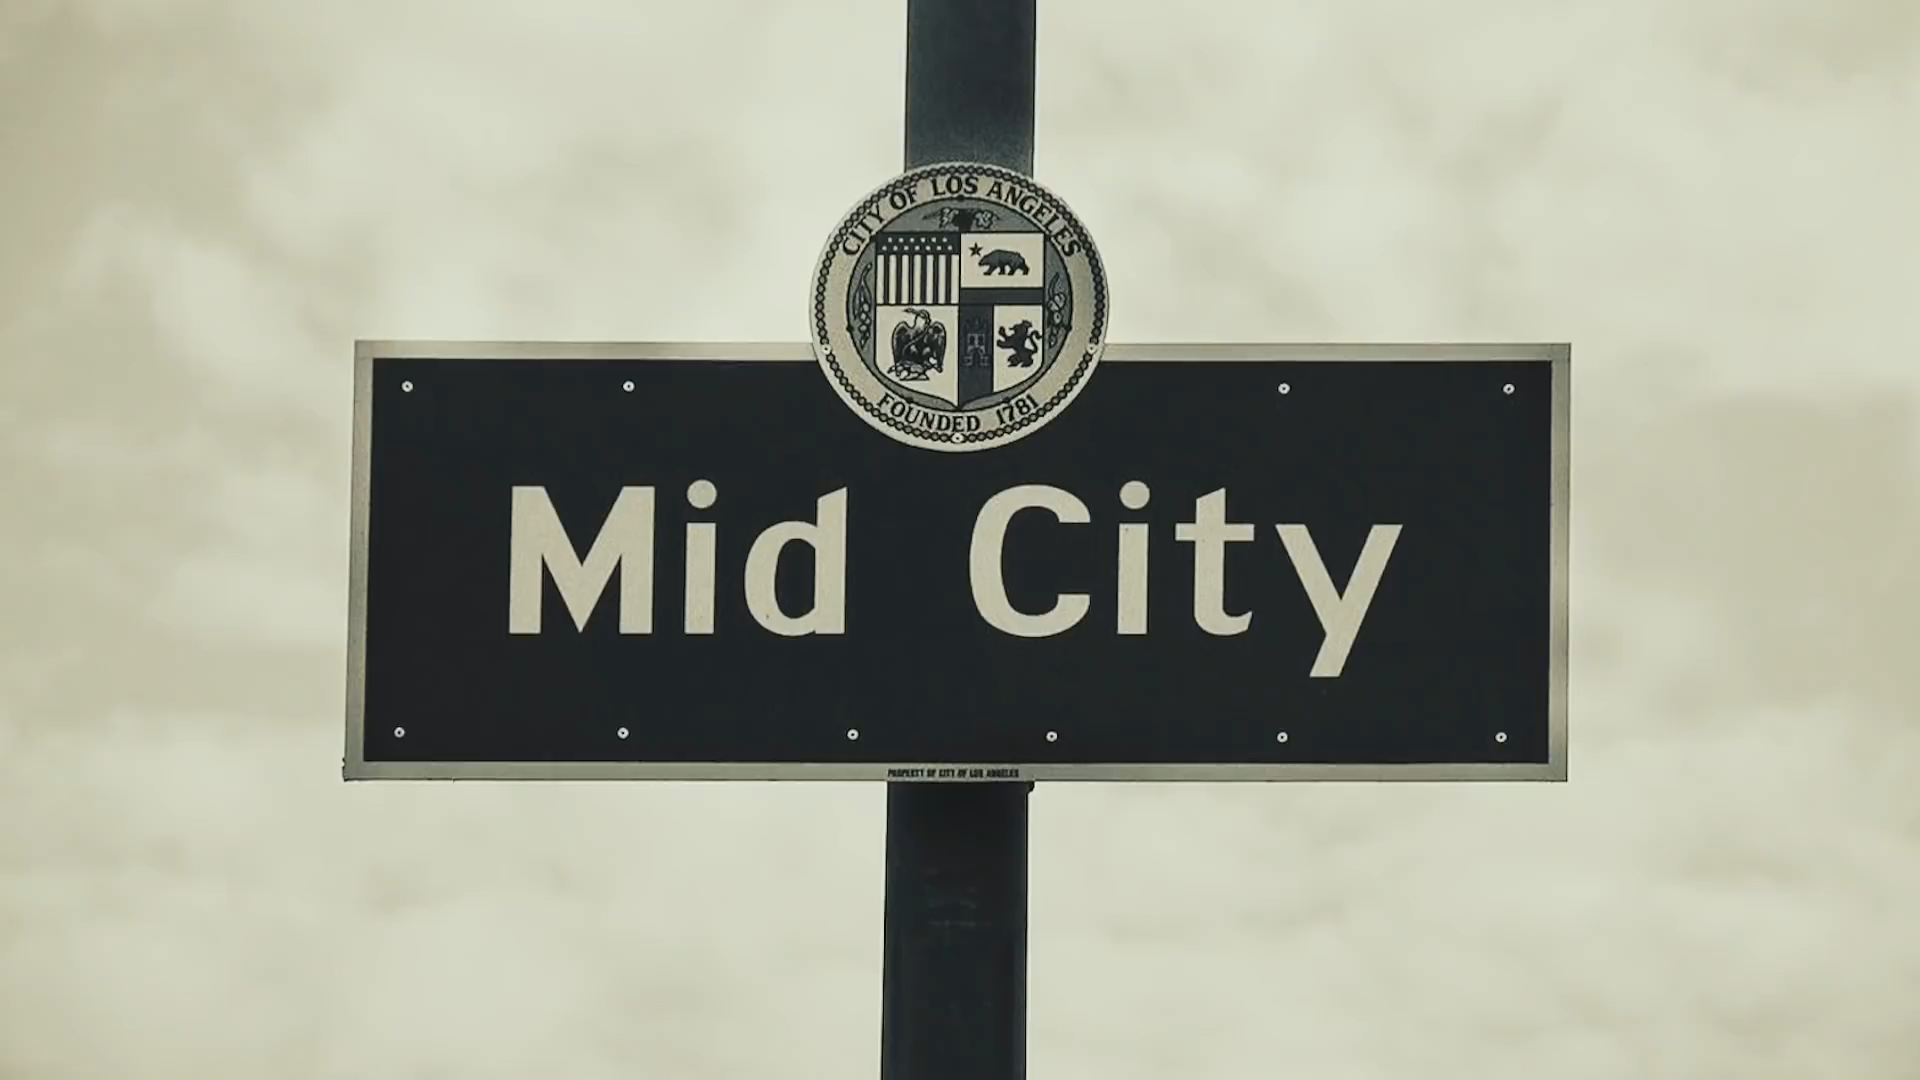 CITY OF LOS ANGELES
FOUNDED 1781
Mid City
PROPERTY OF CITY OF LOS ANGELES